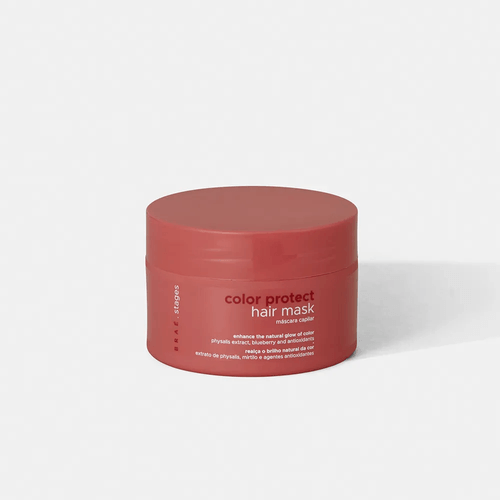 BRAÉ.stages
color protect
hair mask
máscara capilar
enhance the natural glow of color
physalis extract, blueberry and antioxidants
realça o brilho natural da cor
extrato de physalis, mirtilo e agentes antioxidantes